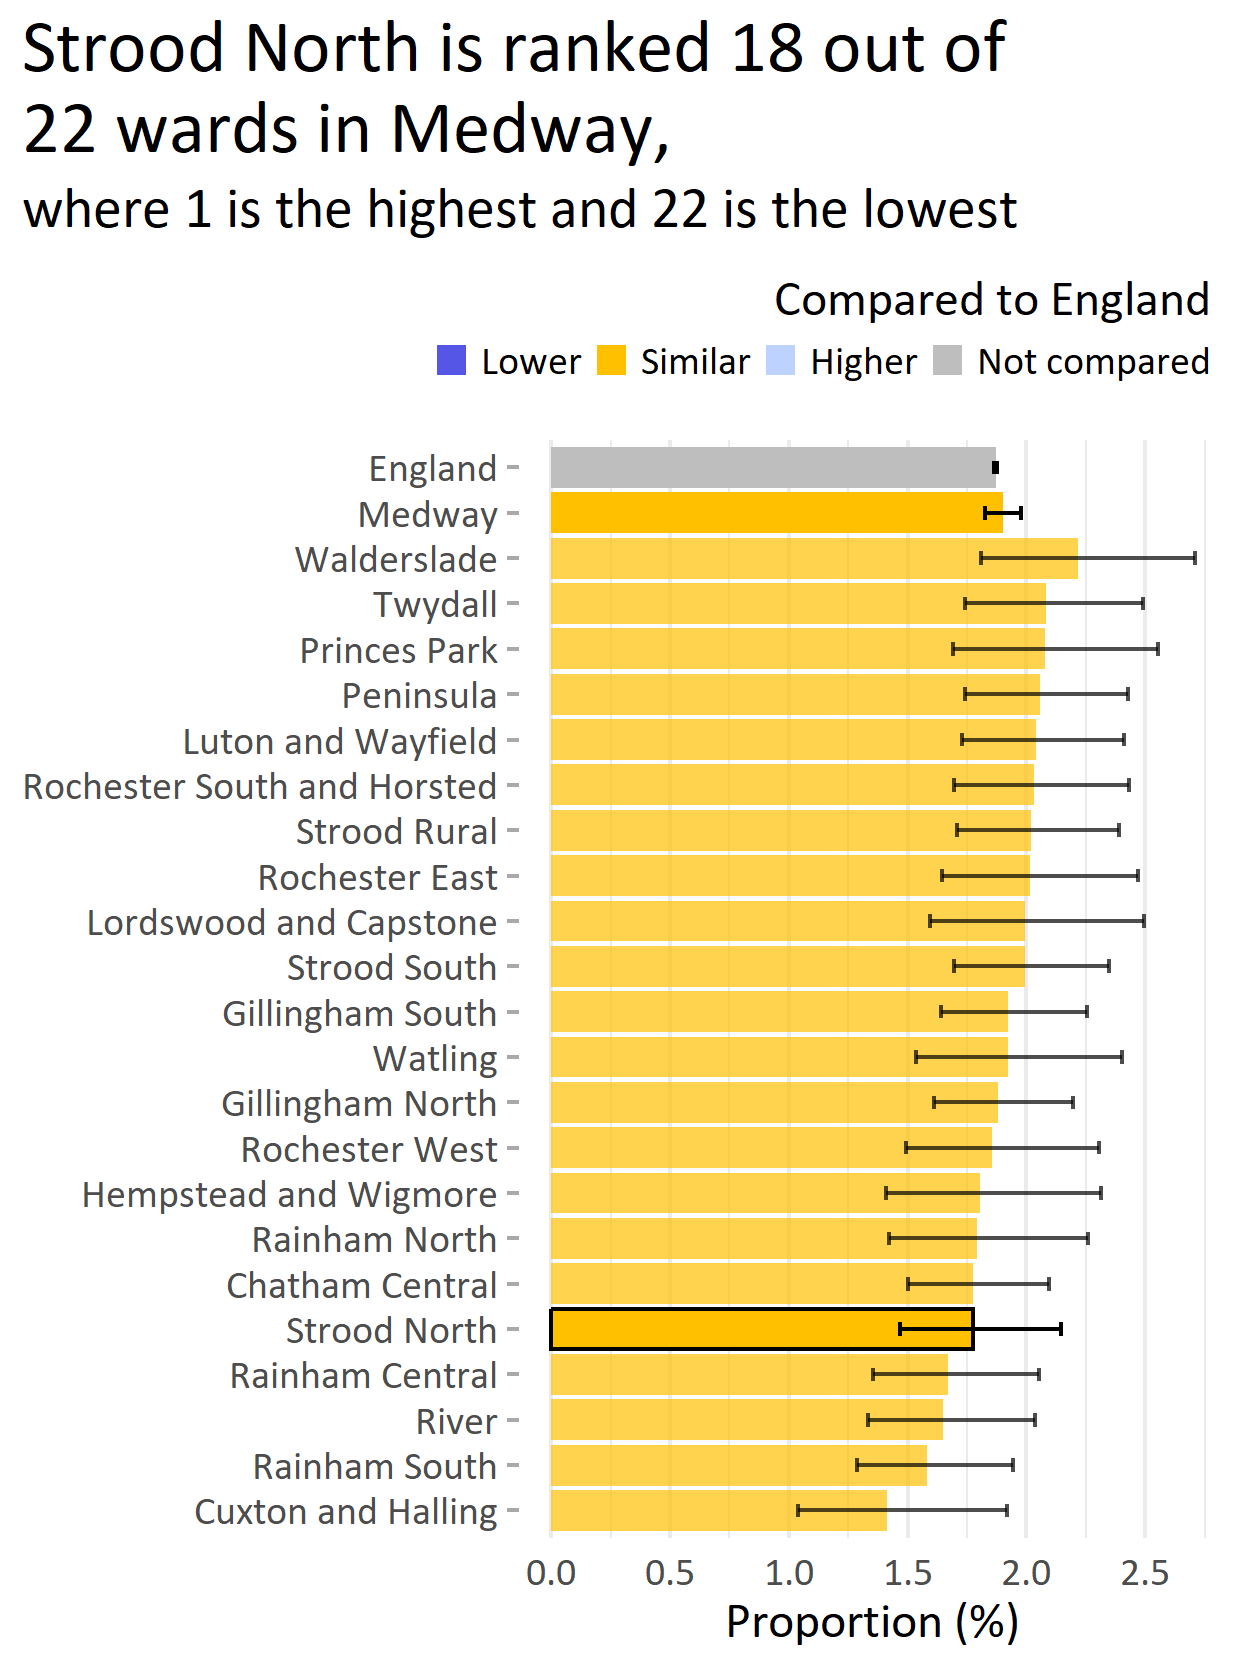 Strood North is ranked 18 out of
22 wards in Medway,
where 1 is the highest and 22 is the lowest
Compared to England
Lower Similar Higher Not compared
England
Medway
Walderslade
Twydall
Princes Park
Peninsula
Luton and Wayfield
Rochester South and Horsted
Strood Rural
Rochester East
Lordswood and Capstone
Strood South
Gillingham South
Watling
Gillingham North
Rochester West
Hempstead and Wigmore
Rainham North
Chatham Central
Strood North
Rainham Central
River
Rainham South
Cuxton and Halling
0.0 0.5 1.0 1.5 2.0 2.5
Proportion (%)